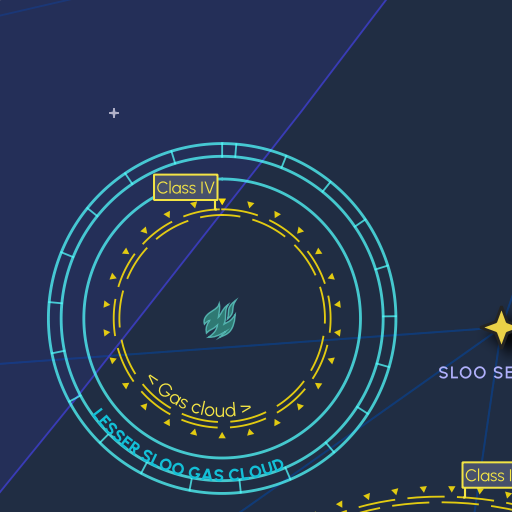 Class IV
SLOO SE
< Gas cloud >
LESSER SLOO GAS CLOUD
Class I